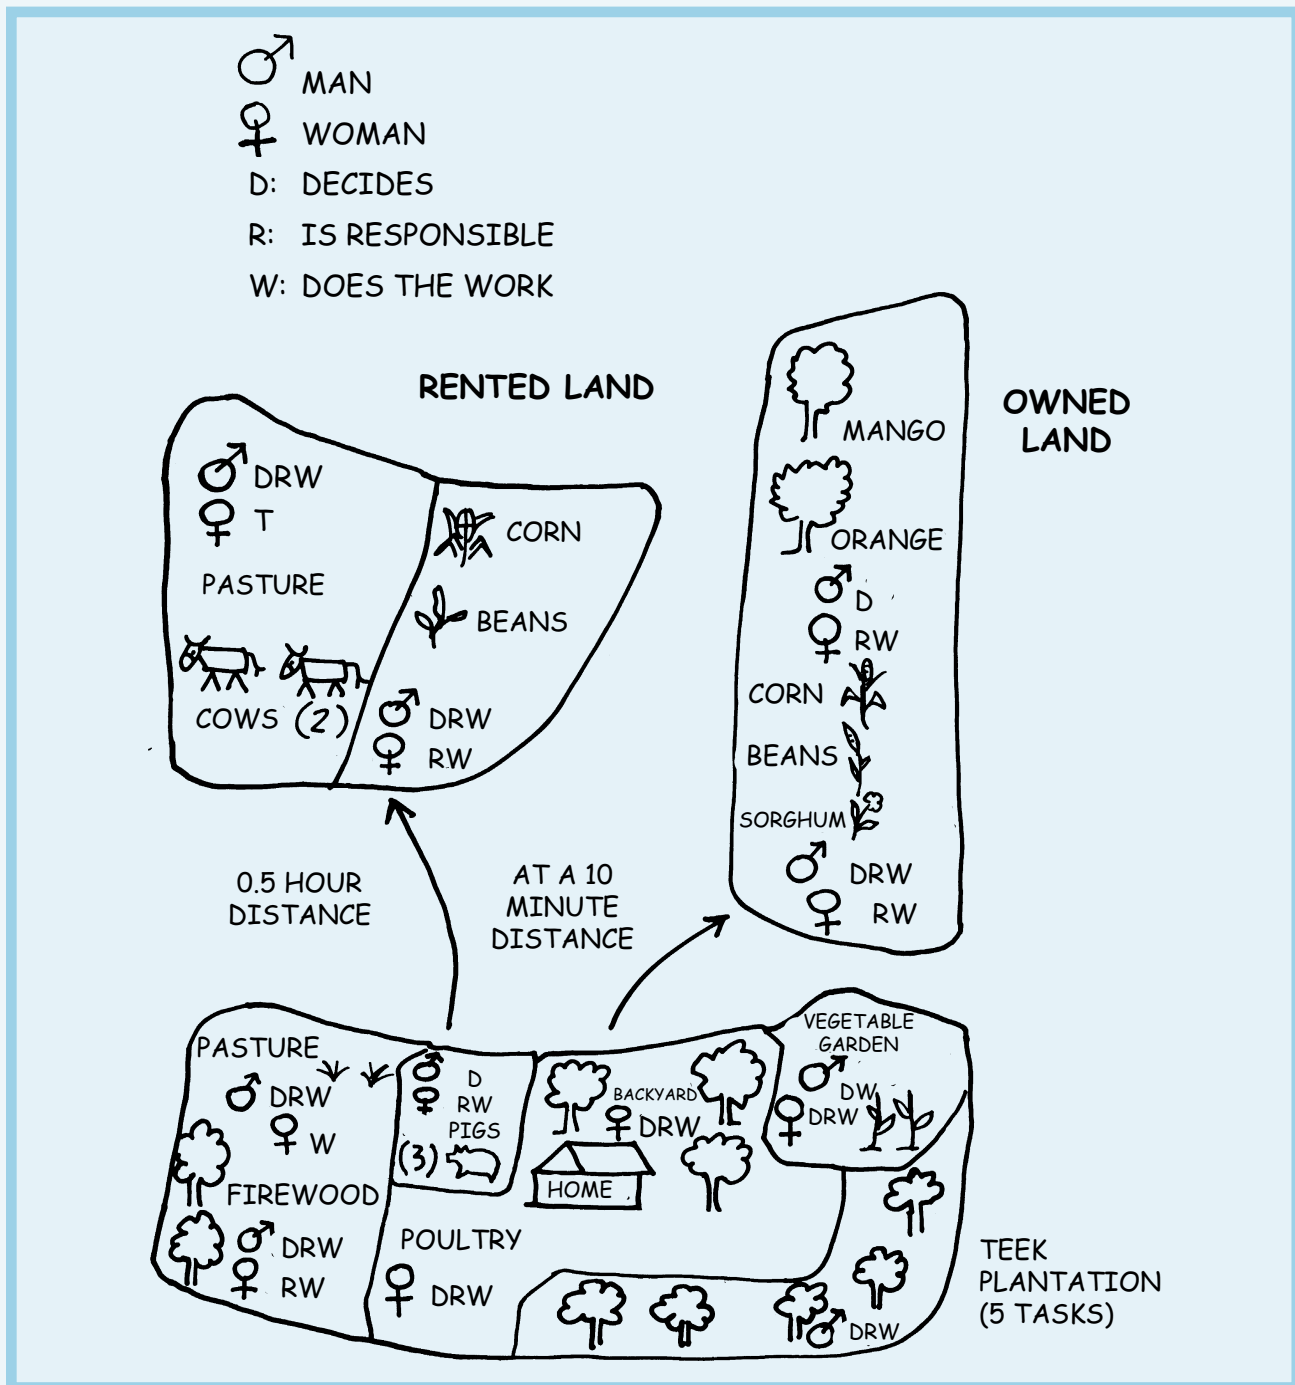 MAN
WOMAN
D: DECIDES
R: IS RESPONSIBLE
W: DOES THE WORK
RENTED LAND
DRW
T
PASTURE
COWS (2)
CORN
BEANS
DRW
RW
OWNED
LAND
MANGO
ORANGE
D
RW
CORN
BEANS
SORGHUM
DRW
RW
0.5 HOUR
DISTANCE
AT A 10
MINUTE
DISTANCE
PASTURE
DRW
W
FIREWOOD
DRW
RW
D
RW
PIGS
(3)
POULTRY
DRW
BACKYARD
DRW
HOME
VEGETABLE
GARDEN
DW
DRW
DRW
TEEK
PLANTATION
(5 TASKS)